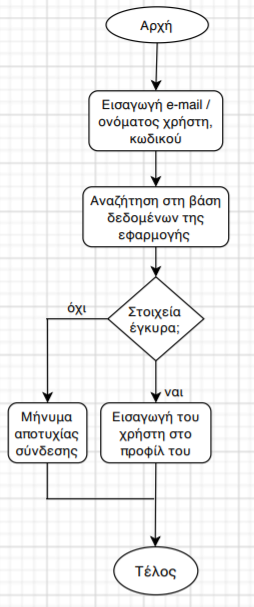 Αρχή
Εισαγωγή e-mail /
ονόματος χρήστη,
κωδικού
Αναζήτηση στη βάση
δεδομένων της
εφαρμογής
Στοιχεία
έγκυρα;
όχι
ναι
Μήνυμα
αποτυχίας
σύνδεσης
Εισαγωγή του
χρήστη στο
προφίλ του
Τέλος